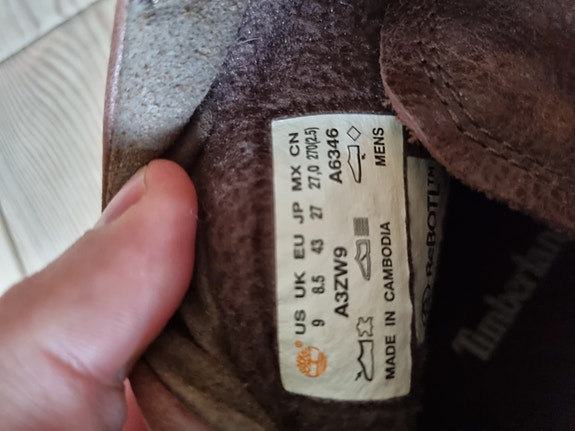 US UK EU JP MX CN
9 8.5 43 27 27,0 270(2.5)
A3ZW9 A6346
MADE IN CAMBODIA MENS
ReBOTL™
Timberland